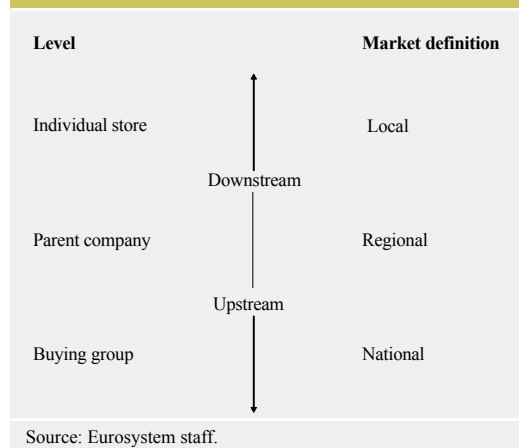 Level Market definition
Individual store Local
Downstream
Parent company Regional
Upstream
Buying group National
Source: Eurosystem staff.